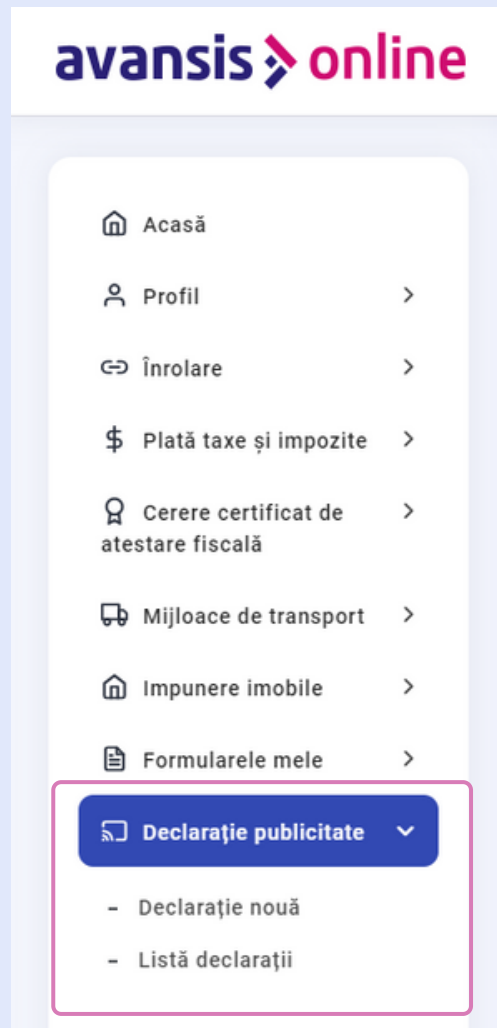 avansis online
Acasă
Profil
Înrolare
Plată taxe și impozite
Cerere certificat de
atestare fiscală
Mijloace de transport
Impunere imobile
Formularele mele
Declarație publicitate
- Declarație nouă
- Listă declarații